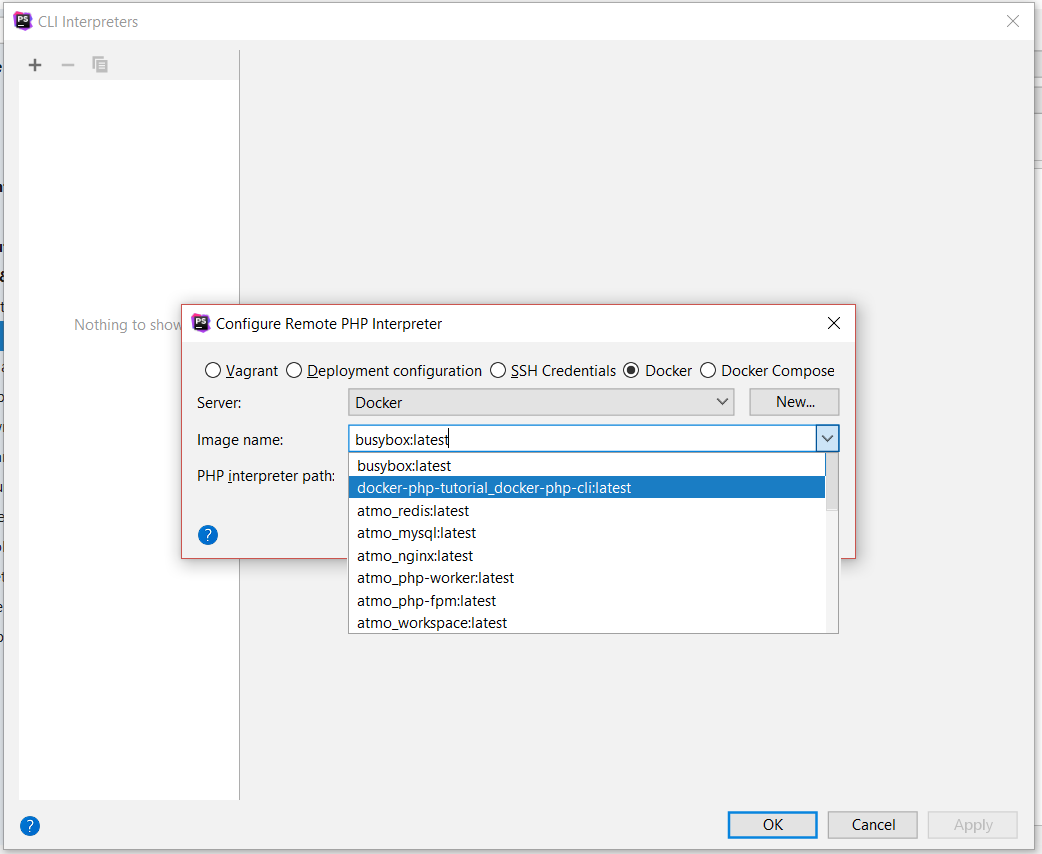 PS CLI Interpreters
Nothing to show
PS Configure Remote PHP Interpreter
Vagrant Deployment configuration SSH Credentials Docker Docker Compose
Server: Docker New...
Image name: busybox:latest
PHP interpreter path:
busybox:latest
docker-php-tutorial_docker-php-cli:latest
atmo_redis:latest
atmo_mysql:latest
?
atmo_nginx:latest
atmo_php-worker:latest
atmo_php-fpm:latest
atmo_workspace:latest
? OK Cancel Apply